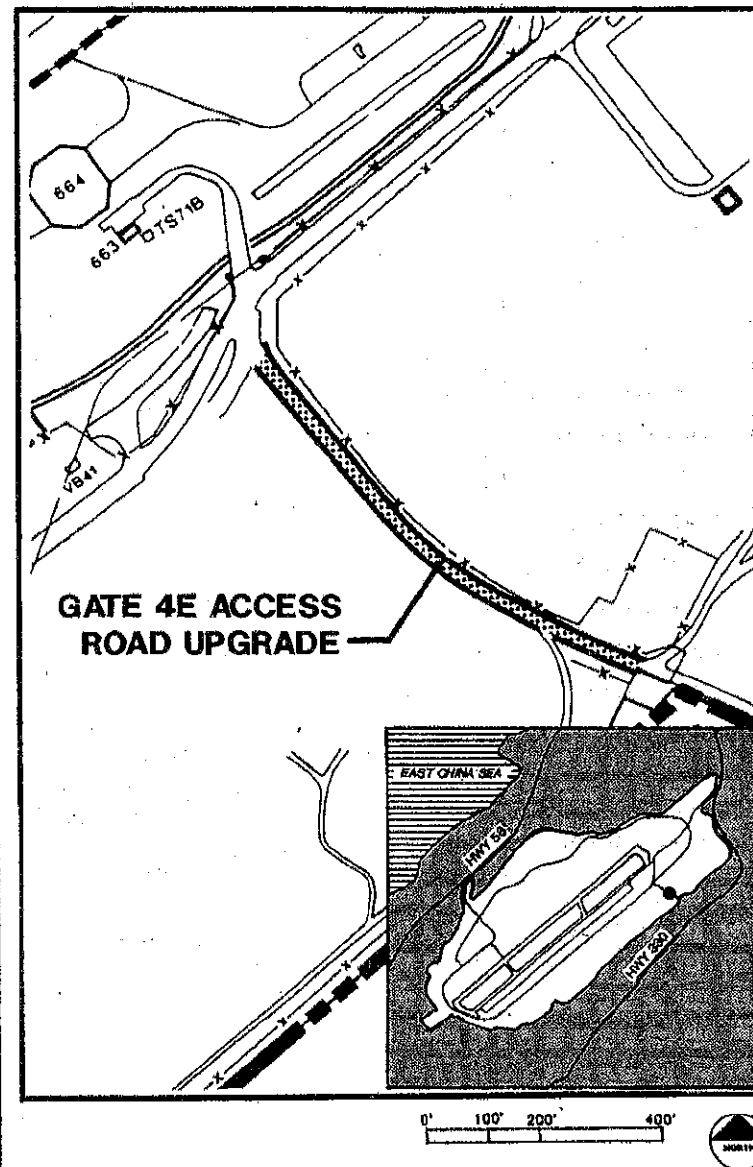 664
663
TS71B
VB41
GATE 4E ACCESS
ROAD UPGRADE
EAST CHINA SEA
HWY 58
HWY 330
0' 100' 200' 400'
NORTH